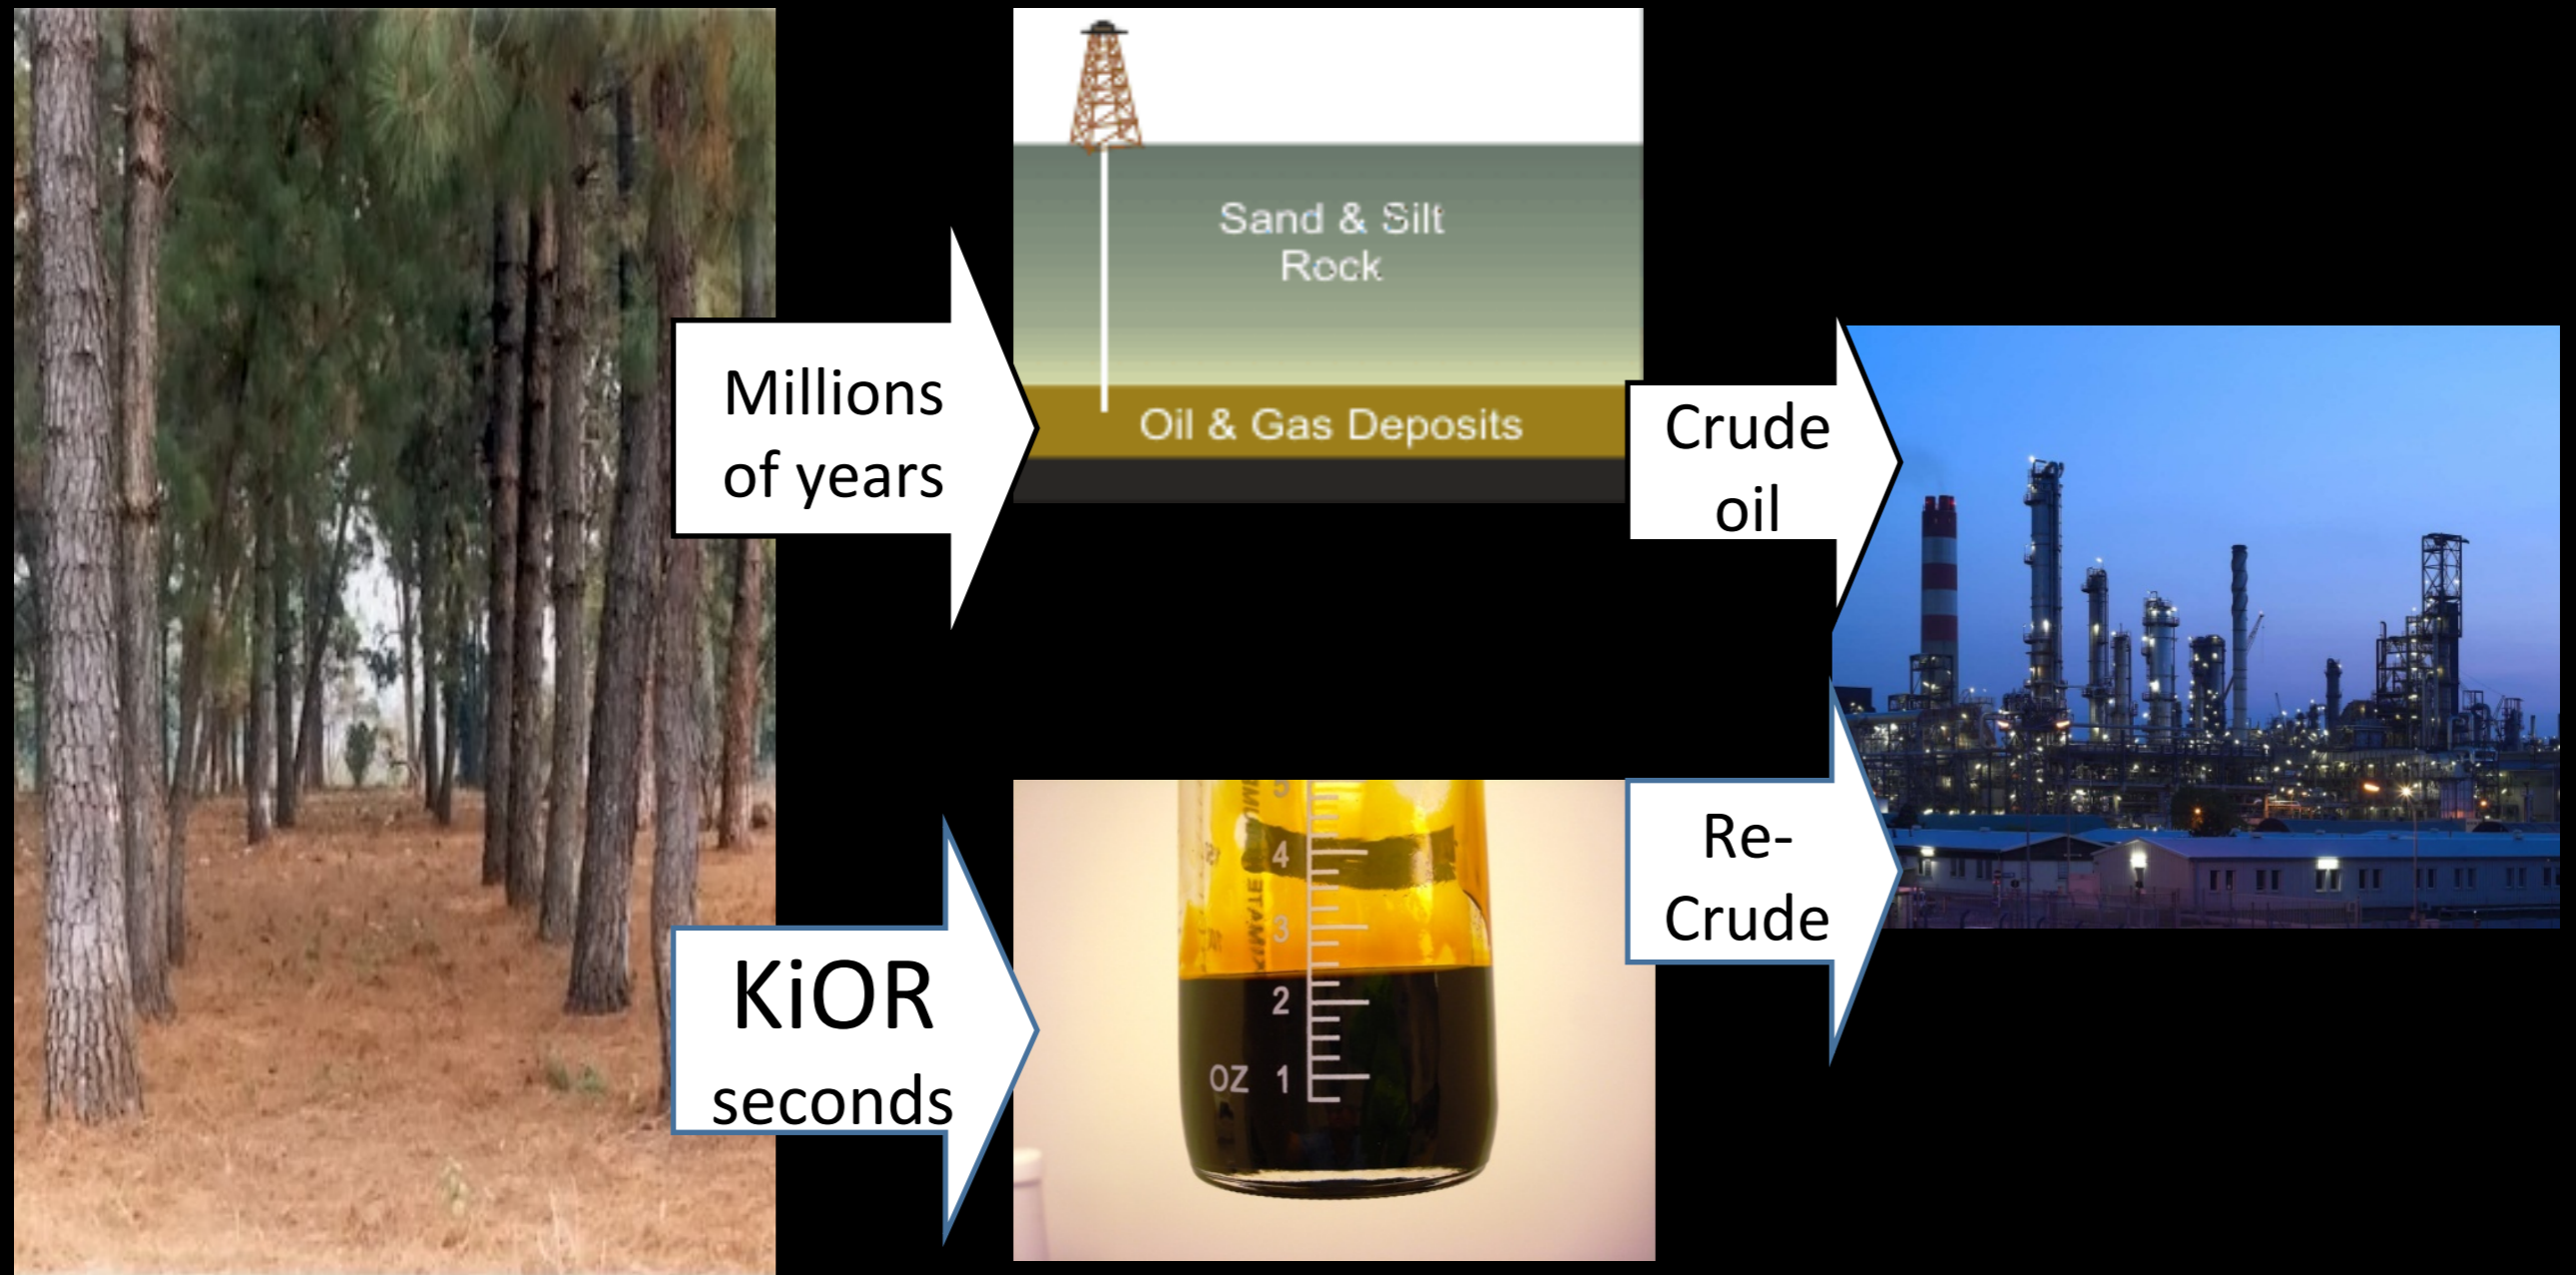 Millions
of years
Sand & Silt
Rock
Oil & Gas Deposits
Crude
oil
KiOR
seconds
4
3
2
OZ 1
Re-
Crude